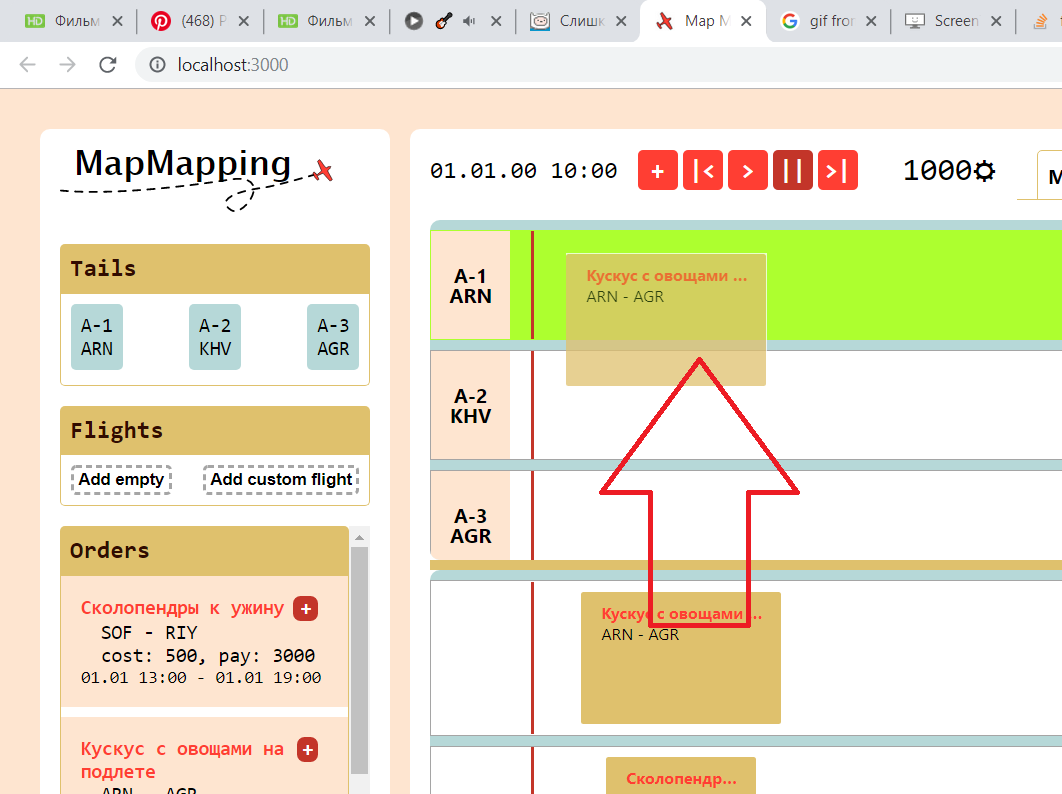 Фильм
(468) P
Фильм
Слишк
Map M
gif fror
Screen
localhost:3000
MapMapping
01.01.00 10:00
+
|<
>
||
>|
1000
M
Tails
A-1
ARN
A-2
KHV
A-3
AGR
Flights
Add empty
Add custom flight
Orders
Сколопендры к ужину +
SOF - RIY
cost: 500, pay: 3000
01.01 13:00 - 01.01 19:00
Кускус с овощами на +
подлете
ARN - AGR
A-1
ARN
Кускус с овощами ...
ARN - AGR
A-2
KHV
A-3
AGR
Кускус с овощами ...
ARN - AGR
Сколопендр...